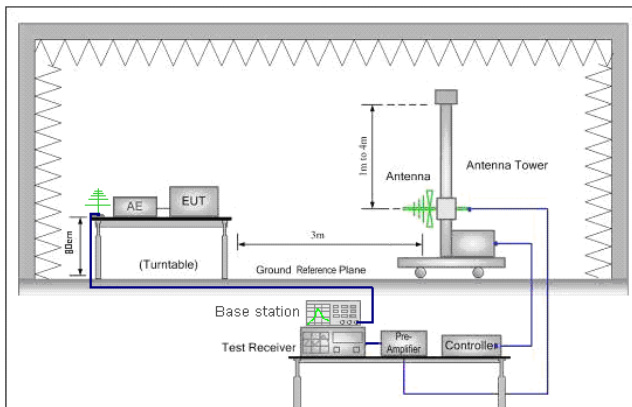 1m to 4m
Antenna
Antenna Tower
AE
EUT
80cm
3m
(Turntable)
Ground Reference Plane
Base station
Test Receiver
Pre-
Amplifier
Controller